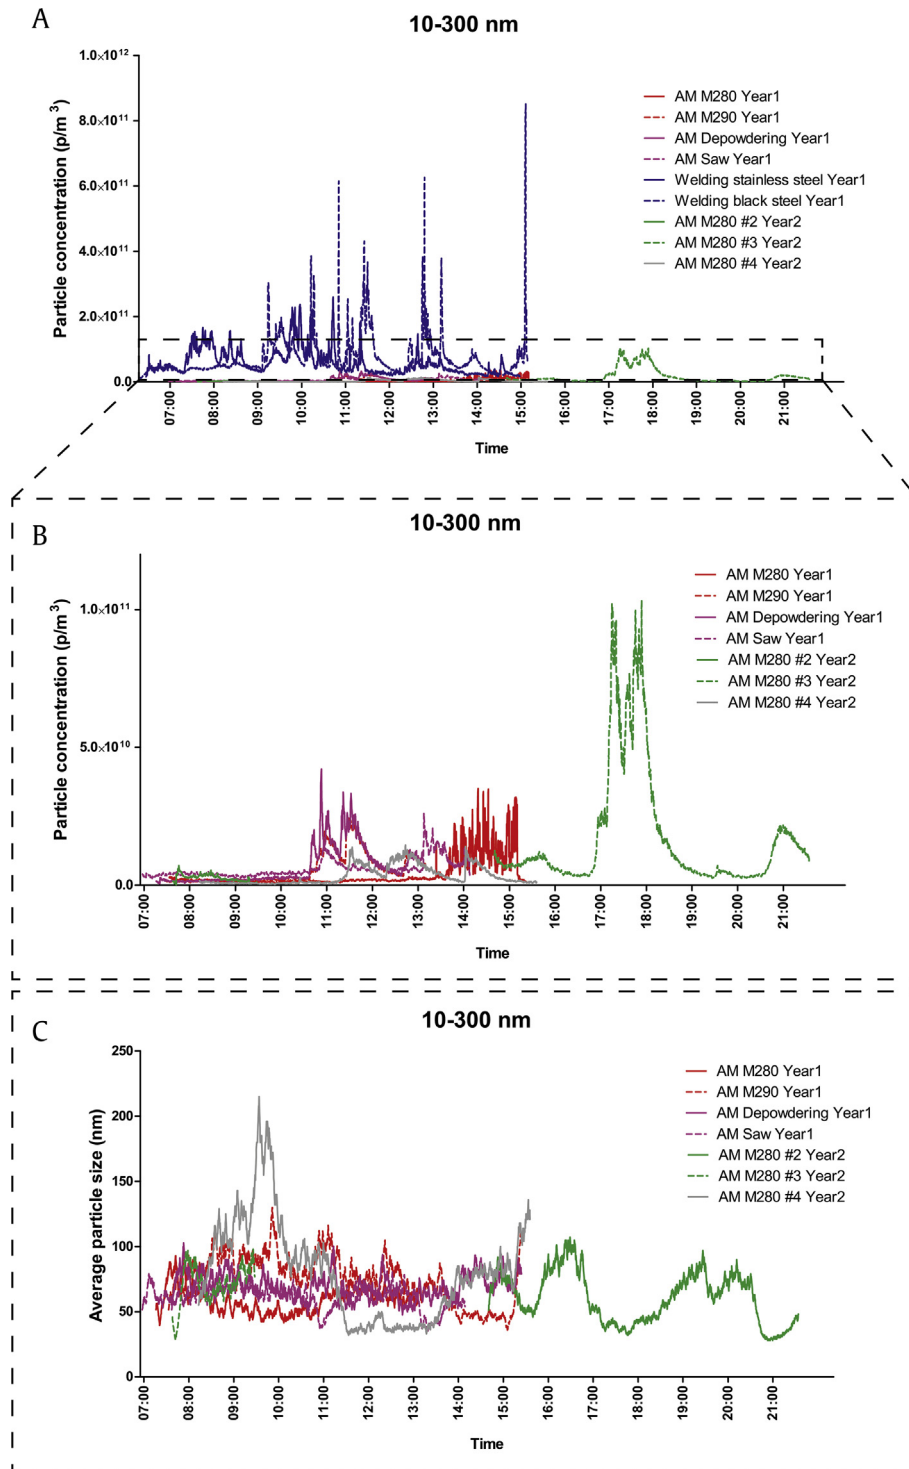 A
10-300 nm
Particle concentration (p/m³)
1.0×10¹²
8.0×10¹¹
6.0×10¹¹
4.0×10¹¹
2.0×10¹¹
0.0
AM M280 Year1
AM M290 Year1
AM Depowdering Year1
AM Saw Year1
Welding stainless steel Year1
Welding black steel Year1
AM M280 #2 Year2
AM M280 #3 Year2
AM M280 #4 Year2
07:00 08:00 09:00 10:00 11:00 12:00 13:00 14:00 15:00 16:00 17:00 18:00 19:00 20:00 21:00
Time
B
10-300 nm
Particle concentration (p/m³)
1.0×10¹¹
5.0×10¹⁰
0.0
AM M280 Year1
AM M290 Year1
AM Depowdering Year1
AM Saw Year1
AM M280 #2 Year2
AM M280 #3 Year2
AM M280 #4 Year2
07:00 08:00 09:00 10:00 11:00 12:00 13:00 14:00 15:00 16:00 17:00 18:00 19:00 20:00 21:00
Time
C
10-300 nm
Average particle size (nm)
250
200
150
100
50
0
AM M280 Year1
AM M290 Year1
AM Depowdering Year1
AM Saw Year1
AM M280 #2 Year2
AM M280 #3 Year2
AM M280 #4 Year2
07:00 08:00 09:00 10:00 11:00 12:00 13:00 14:00 15:00 16:00 17:00 18:00 19:00 20:00 21:00
Time